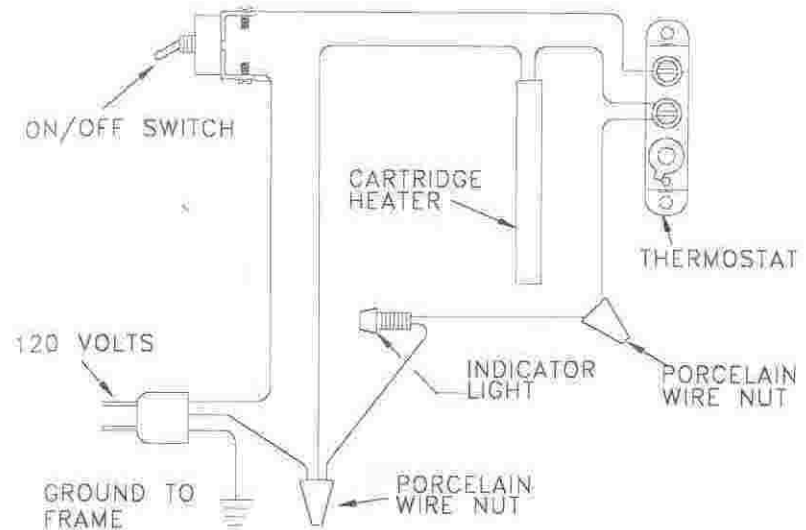 ON/OFF SWITCH
CARTRIDGE
HEATER
THERMOSTAT
120 VOLTS
INDICATOR
LIGHT
PORCELAIN
WIRE NUT
GROUND TO
FRAME
PORCELAIN
WIRE NUT